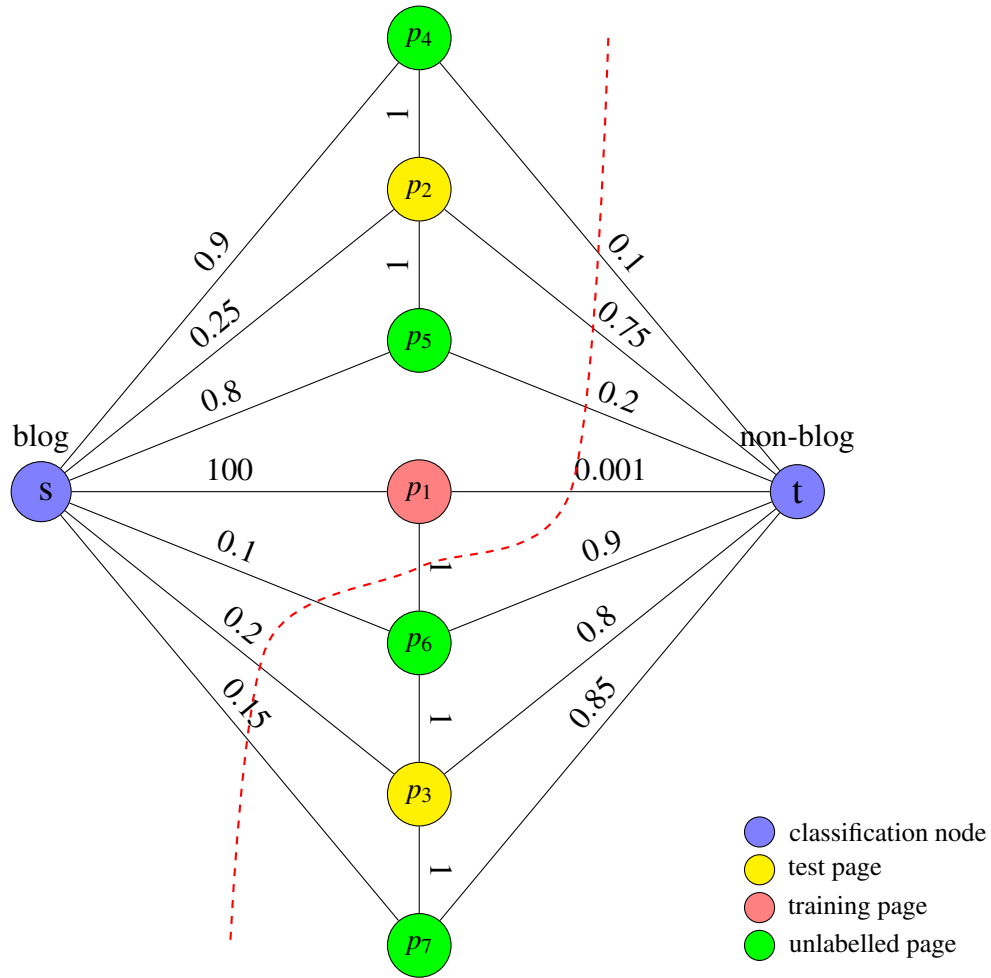 p4
1
p2
0.9
0.1
1
0.25
0.75
p5
0.8
0.2
blog
non-blog
s
100
p1
0.001
t
0.1
1
0.9
0.2
p6
0.8
0.15
1
0.85
p3
1
p7
classification node
test page
training page
unlabelled page